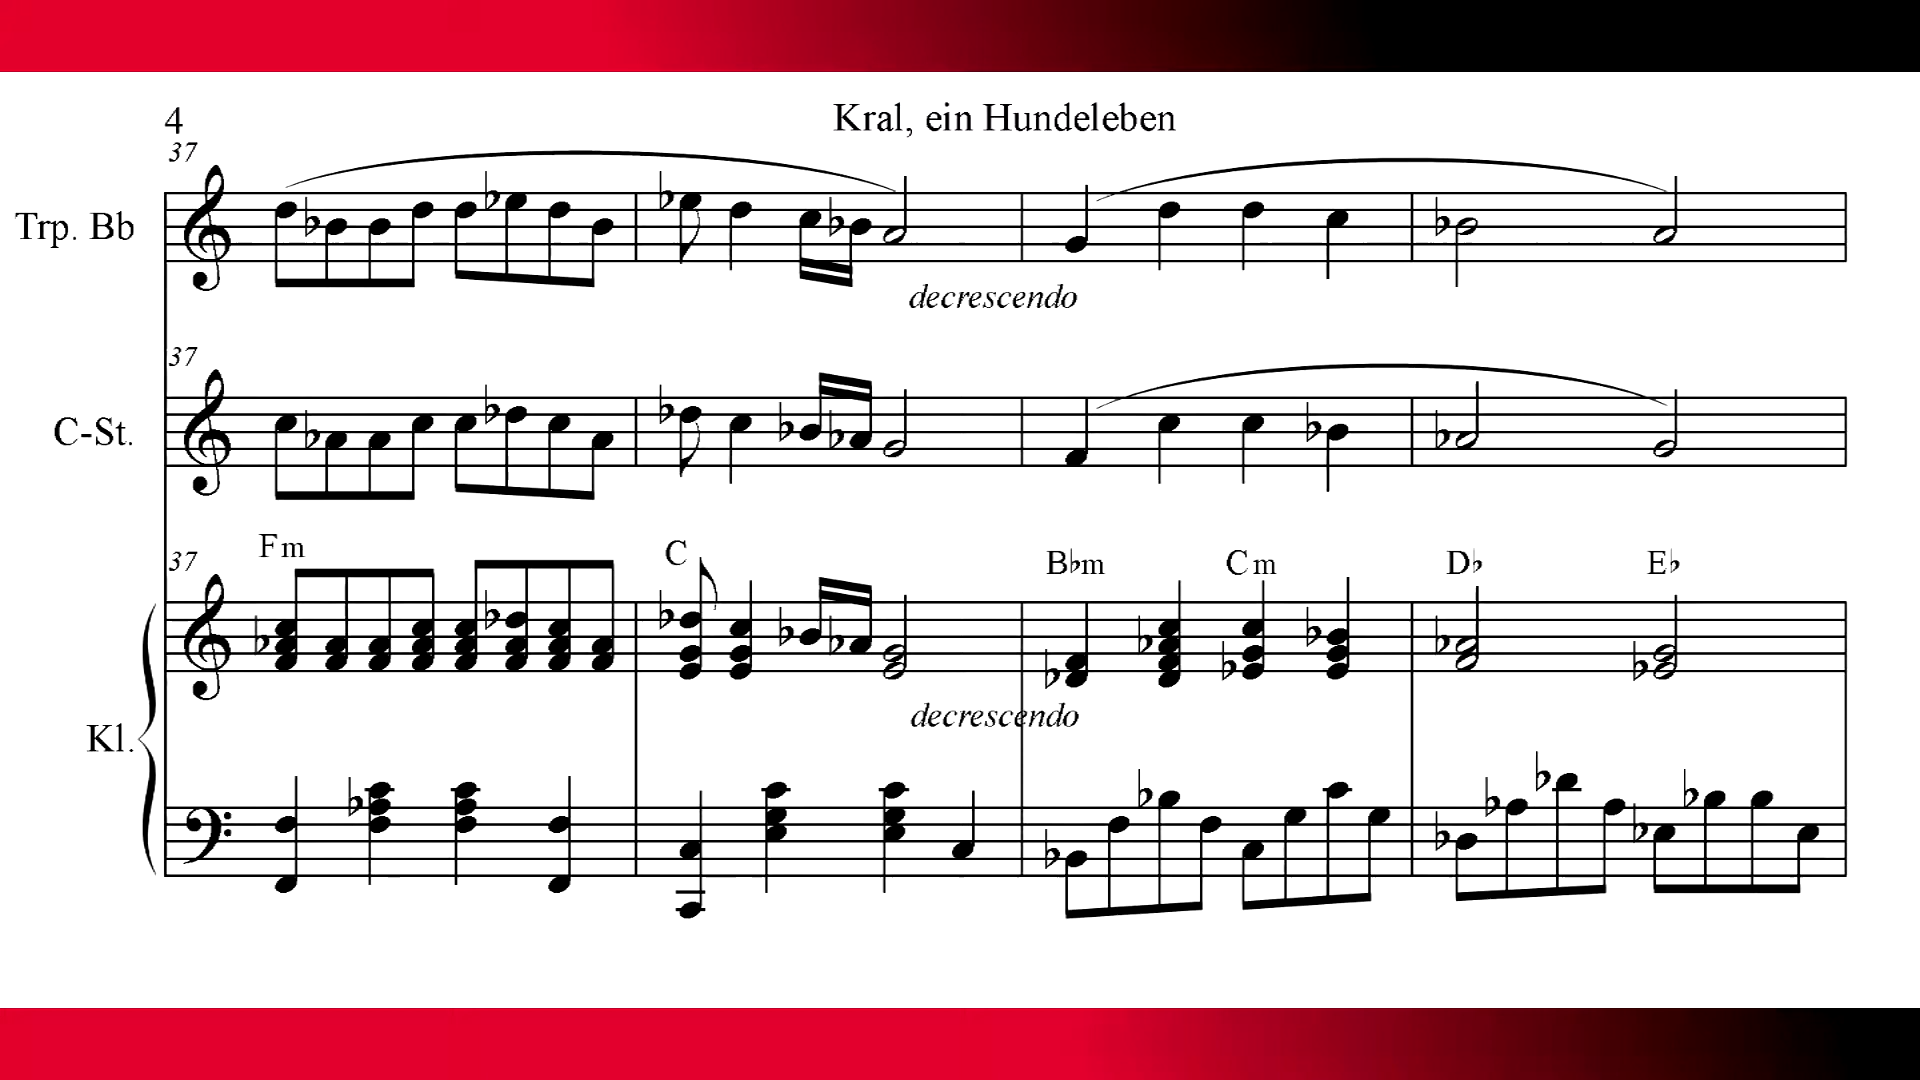 4
Kral, ein Hundeleben
37
Trp. Bb
decrescendo
37
C-St.
37
Fm C B♭m Cm D♭ E♭
decrescendo
Kl.